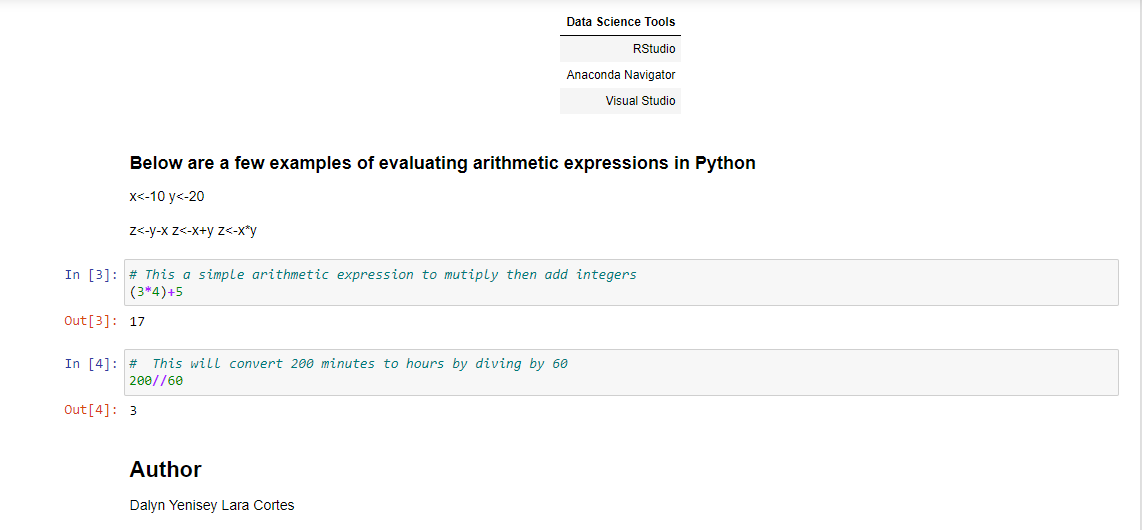 Data Science Tools
RStudio
Anaconda Navigator
Visual Studio
Below are a few examples of evaluating arithmetic expressions in Python
x<-10 y<-20
z<-y-x z<-x+y z<-x*y
In [3]: # This a simple arithmetic expression to mutiply then add integers
(3*4)+5
Out[3]: 17
In [4]: #  This will convert 200 minutes to hours by diving by 60
200//60
Out[4]: 3
Author
Dalyn Yenisey Lara Cortes